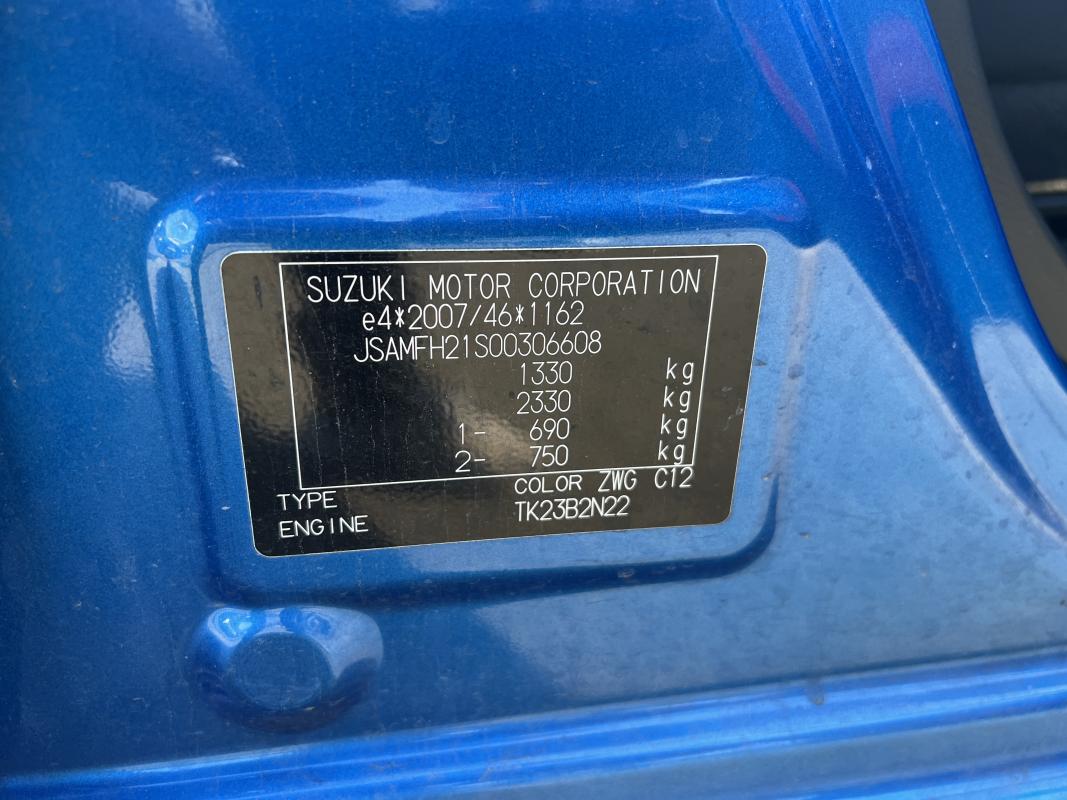 SUZUKI MOTOR CORPORATION
e4*2007/46*1162
JSAMFH21S00306608
1330 kg
2330 kg
1- 690 kg
2- 750 kg
TYPE COLOR ZWG C12
ENGINE TK23B2N22